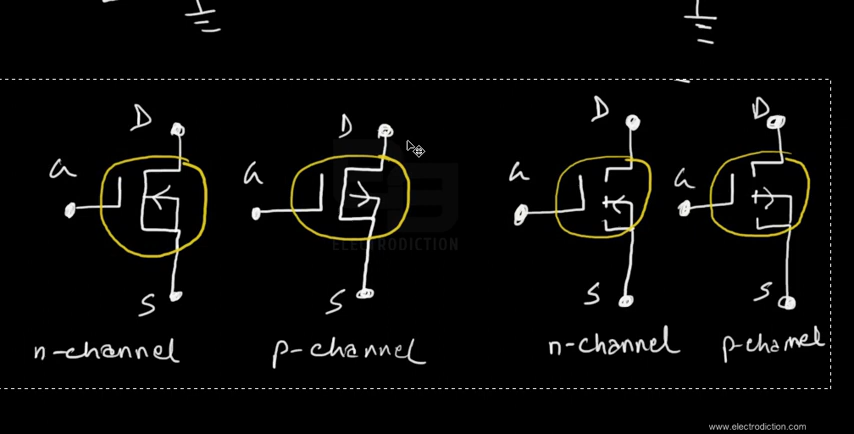 D D D D
G G G G
ELECTRODICTION
S S S S
n-channel p-channel n-channel p-channel
www.electrodiction.com